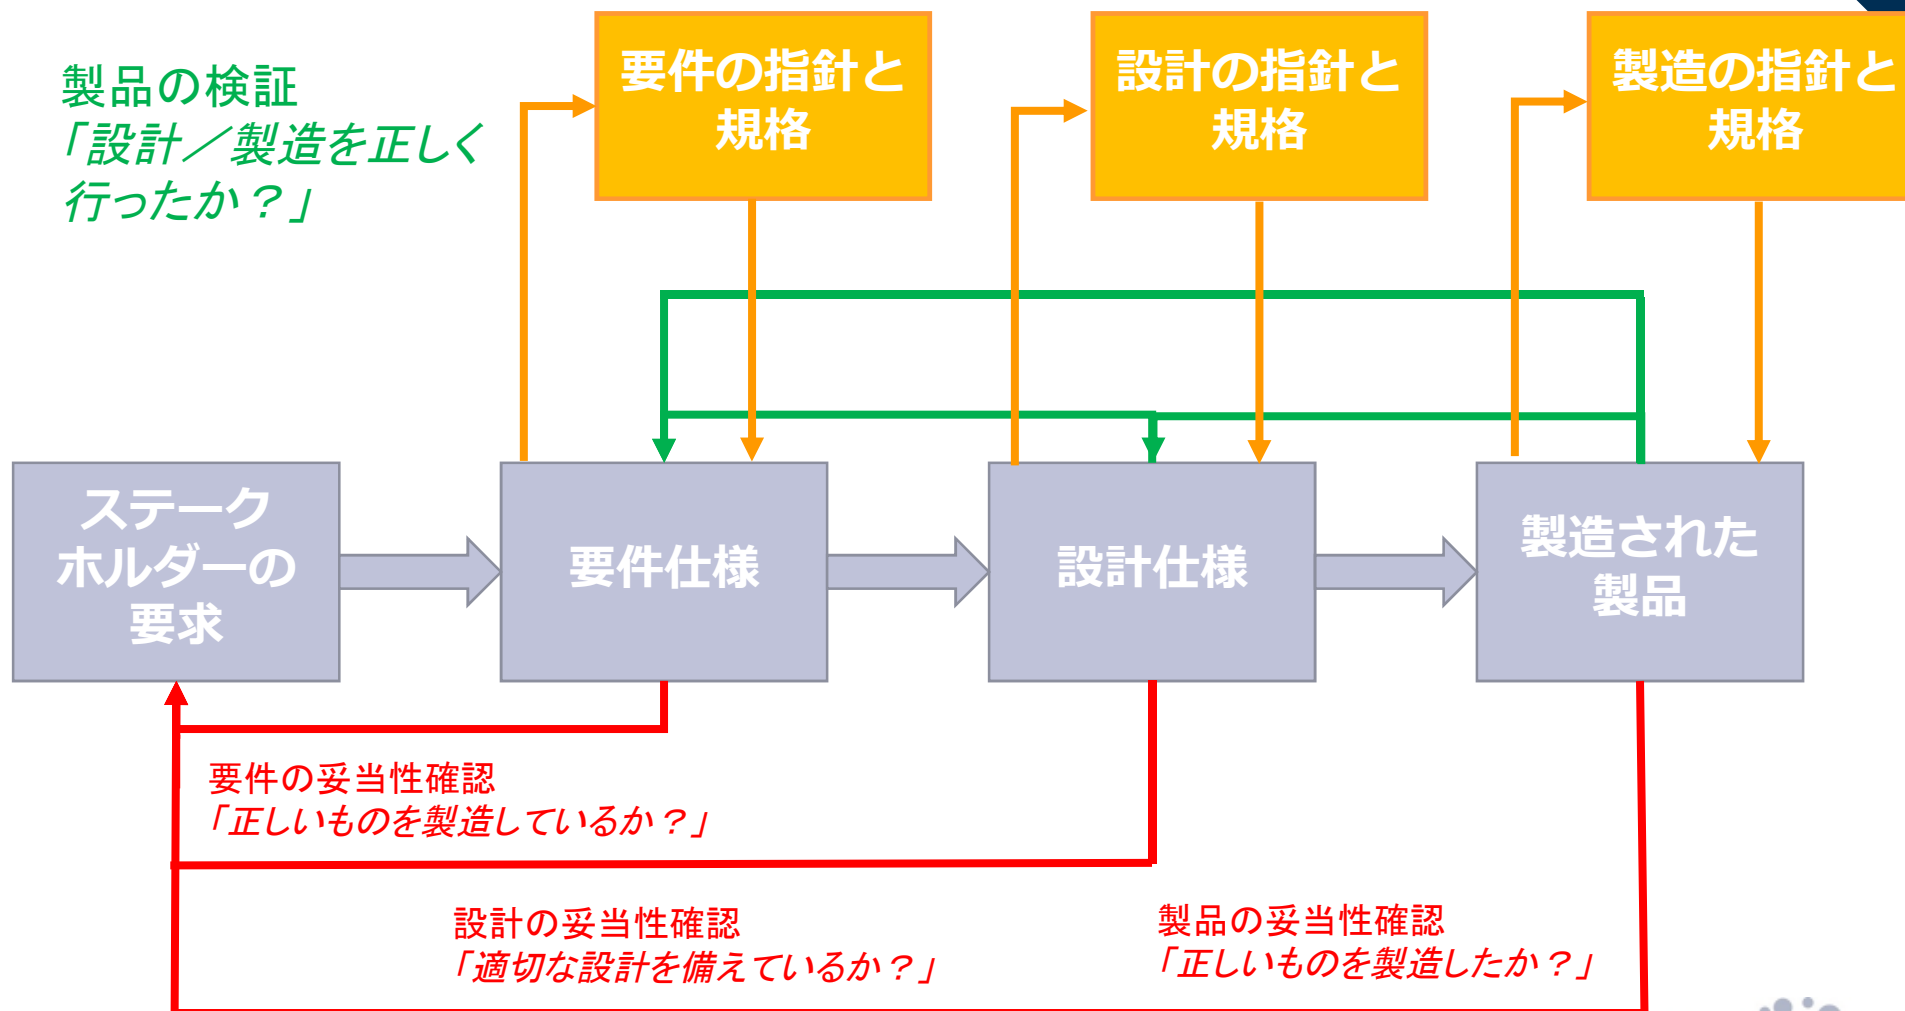 製品の検証
「設計／製造を正しく
行ったか？」
要件の指針と
規格
設計の指針と
規格
製造の指針と
規格
ステーク
ホルダーの
要求
要件仕様
設計仕様
製造された
製品
要件の妥当性確認
「正しいものを製造しているか？」
設計の妥当性確認
「適切な設計を備えているか？」
製品の妥当性確認
「正しいものを製造したか？」